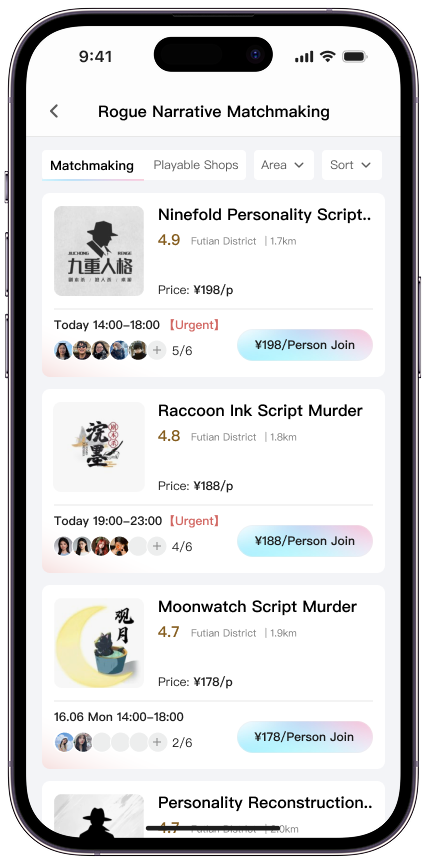 9:41
Rogue Narrative Matchmaking
Matchmaking
Playable Shops
Area
Sort
Ninefold Personality Script..
4.9 Futian District | 1.7km
JIUCHONG RENGE
九重人格
Price: ¥198/p
Today 14:00-18:00 【Urgent】
5/6
¥198/Person Join
Raccoon Ink Script Murder
4.8 Futian District | 1.8km
浣墨
Price: ¥188/p
Today 19:00-23:00 【Urgent】
4/6
¥188/Person Join
Moonwatch Script Murder
4.7 Futian District | 1.9km
观月
Price: ¥178/p
16.06 Mon 14:00-18:00
2/6
¥178/Person Join
Personality Reconstruction..
4.7 Futian District | 2.0km